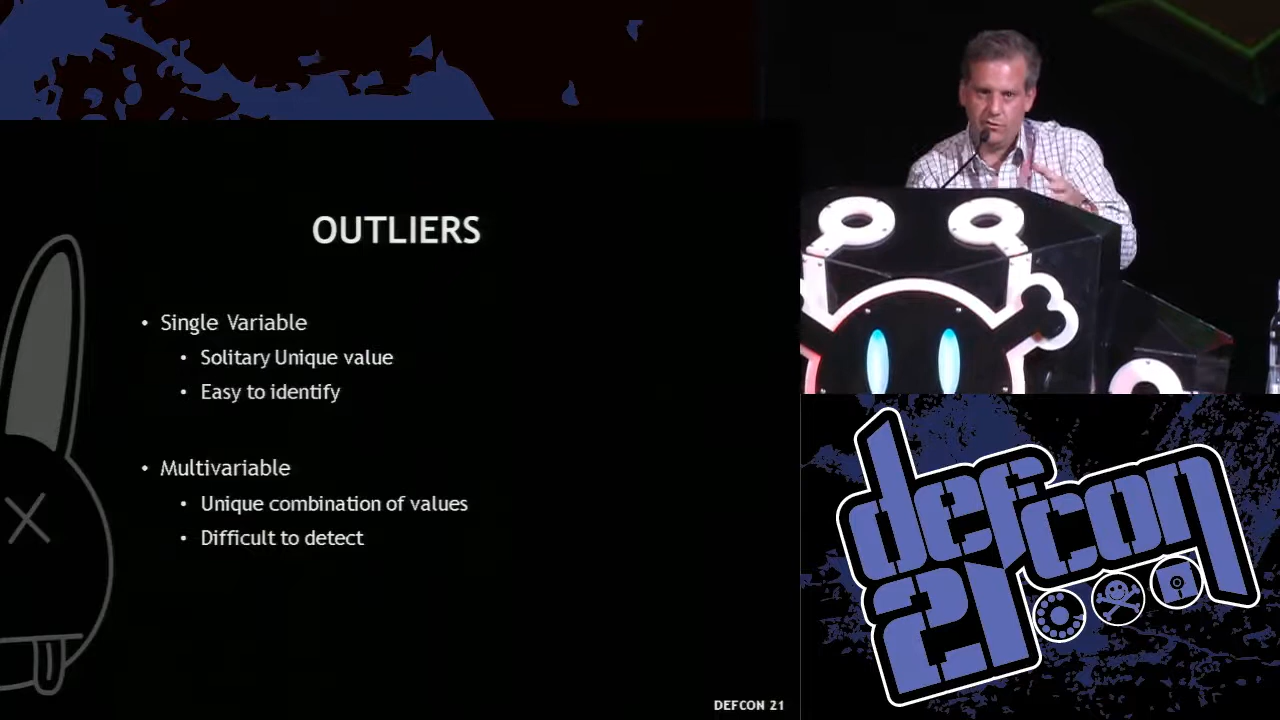 OUTLIERS
• Single Variable
• Solitary Unique value
• Easy to identify
• Multivariable
• Unique combination of values
• Difficult to detect
DEFCON 21
defcon
21